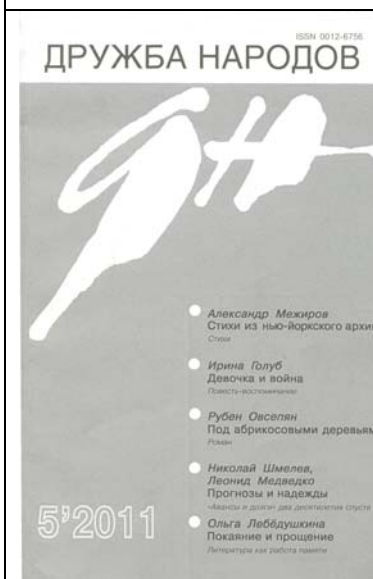 ISSN 0012-6756
ДРУЖБА НАРОДОВ
дн
Александр Межиров
Стихи из нью-йоркского архи
Стихи
Ирина Голуб
Девочка и война
Повесть-воспоминание
Рубен Овсепян
Под абрикосовыми деревьям
Роман
Николай Шмелев,
Леонид Медведко
Прогнозы и надежды
«Авансы и долги» два десятилетия спустя
5'2011
Ольга Лебёдушкина
Покаяние и прощение
Литература как работа памяти